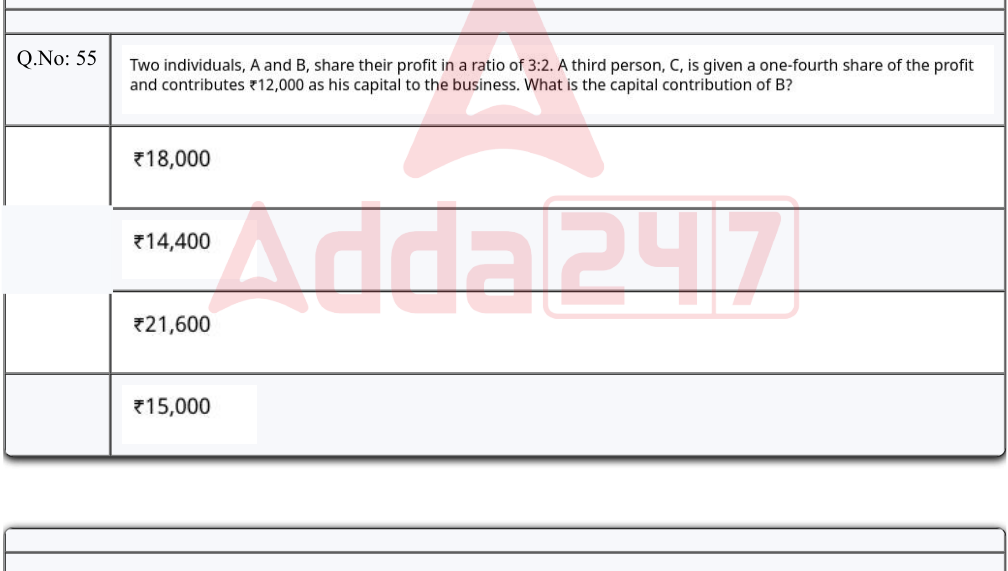 Q.No: 55
Two individuals, A and B, share their profit in a ratio of 3:2. A third person, C, is given a one-fourth share of the profit
and contributes ₹12,000 as his capital to the business. What is the capital contribution of B?
₹18,000
₹14,400
Adda247
₹21,600
₹15,000